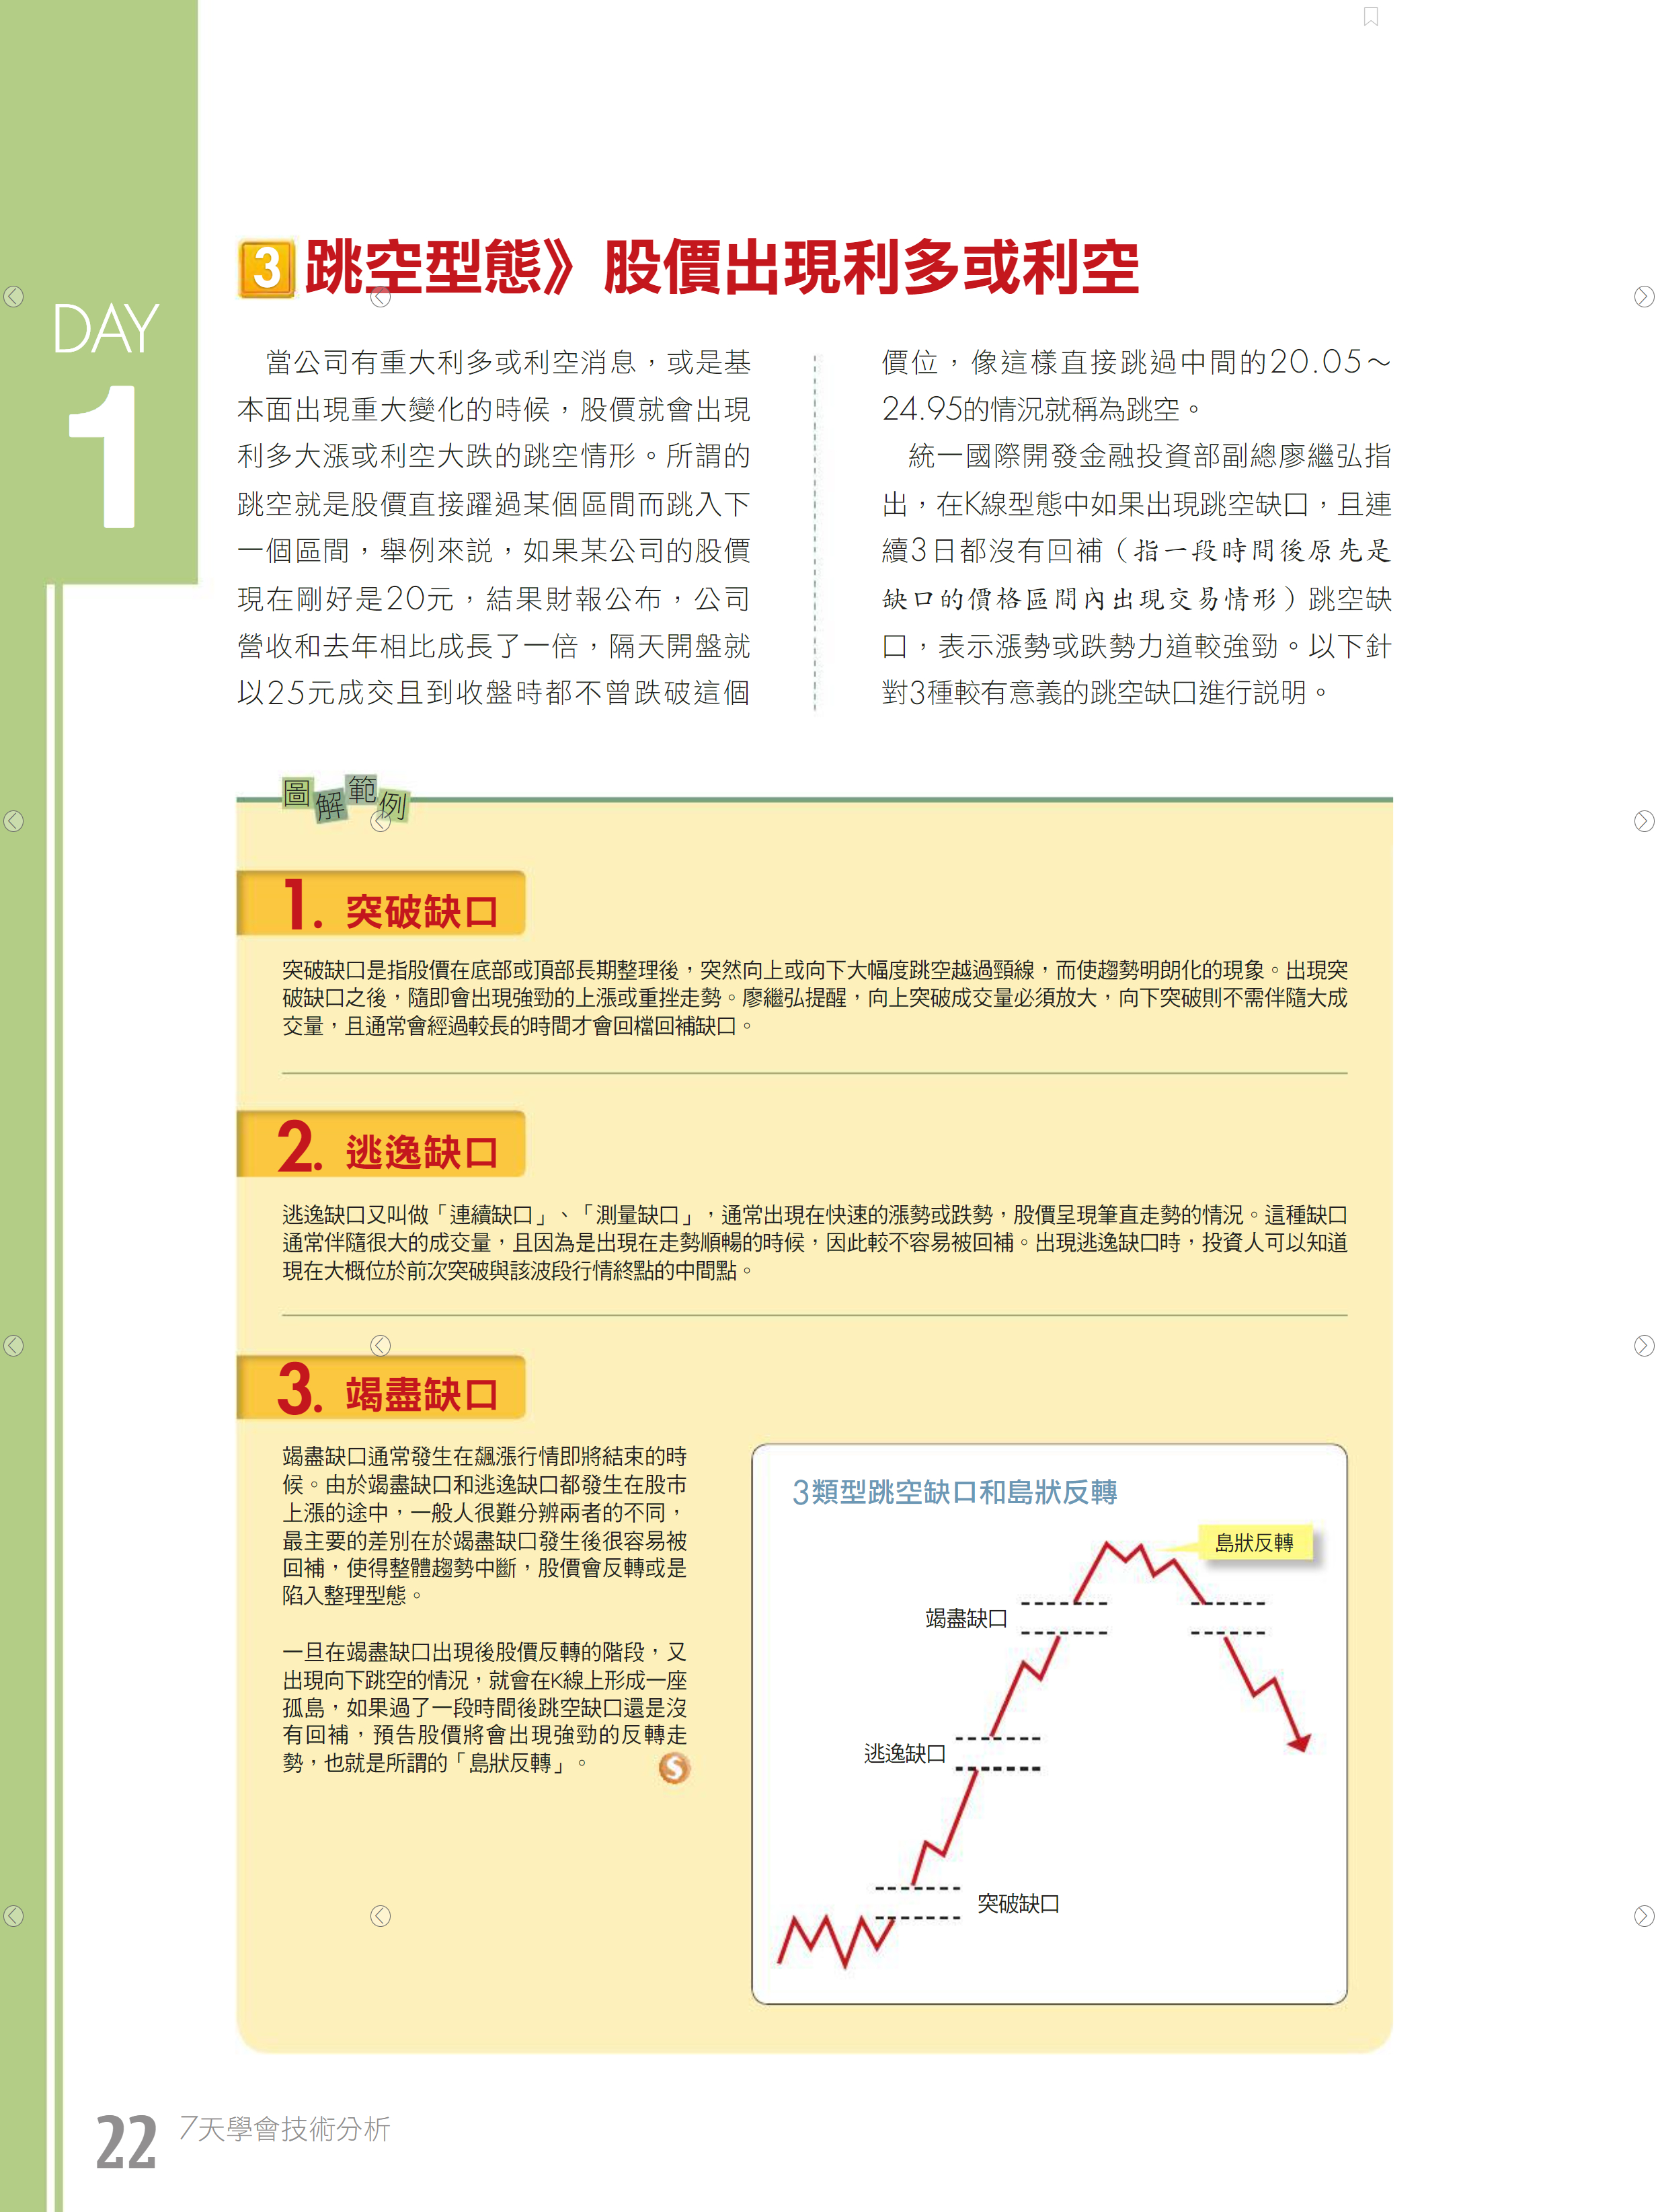 DAY
1
3 跳空型態》股價出現利多或利空
當公司有重大利多或利空消息，或是基
本面出現重大變化的時候，股價就會出現
利多大漲或利空大跌的跳空情形。所謂的
跳空就是股價直接躍過某個區間而跳入下
一個區間，舉例來說，如果某公司的股價
現在剛好是20元，結果財報公布，公司
營收和去年相比成長了一倍，隔天開盤就
以25元成交且到收盤時都不曾跌破這個
價位，像這樣直接跳過中間的20.05～
24.95的情況就稱為跳空。
統一國際開發金融投資部副總廖繼弘指
出，在K線型態中如果出現跳空缺口，且連
續3日都沒有回補（指一段時間後原先是
缺口的價格區間內出現交易情形）跳空缺
口，表示漲勢或跌勢力道較強勁。以下針
對3種較有意義的跳空缺口進行說明。
圖解範例
1. 突破缺口
突破缺口是指股價在底部或頂部長期整理後，突然向上或向下大幅度跳空越過頸線，而使趨勢明朗化的現象。出現突
破缺口之後，隨即會出現強勁的上漲或重挫走勢。廖繼弘提醒，向上突破成交量必須放大，向下突破則不需伴隨大成
交量，且通常會經過較長的時間才會回檔回補缺口。
2. 逃逸缺口
逃逸缺口又叫做「連續缺口」、「測量缺口」，通常出現在快速的漲勢或跌勢，股價呈現筆直走勢的情況。這種缺口
通常伴隨很大的成交量，且因為是出現在走勢順暢的時候，因此較不容易被回補。出現逃逸缺口時，投資人可以知道
現在大概位於前次突破與該波段行情終點的中間點。
3. 竭盡缺口
竭盡缺口通常發生在飆漲行情即將結束的時
候。由於竭盡缺口和逃逸缺口都發生在股市
上漲的途中，一般人很難分辨兩者的不同，
最主要的差別在於竭盡缺口發生後很容易被
回補，使得整體趨勢中斷，股價會反轉或是
陷入整理型態。
一旦在竭盡缺口出現後股價反轉的階段，又
出現向下跳空的情況，就會在K線上形成一座
孤島，如果過了一段時間後跳空缺口還是沒
有回補，預告股價將會出現強勁的反轉走
勢，也就是所謂的「島狀反轉」。
S
3類型跳空缺口和島狀反轉
島狀反轉
竭盡缺口
逃逸缺口
突破缺口
22 7天學會技術分析